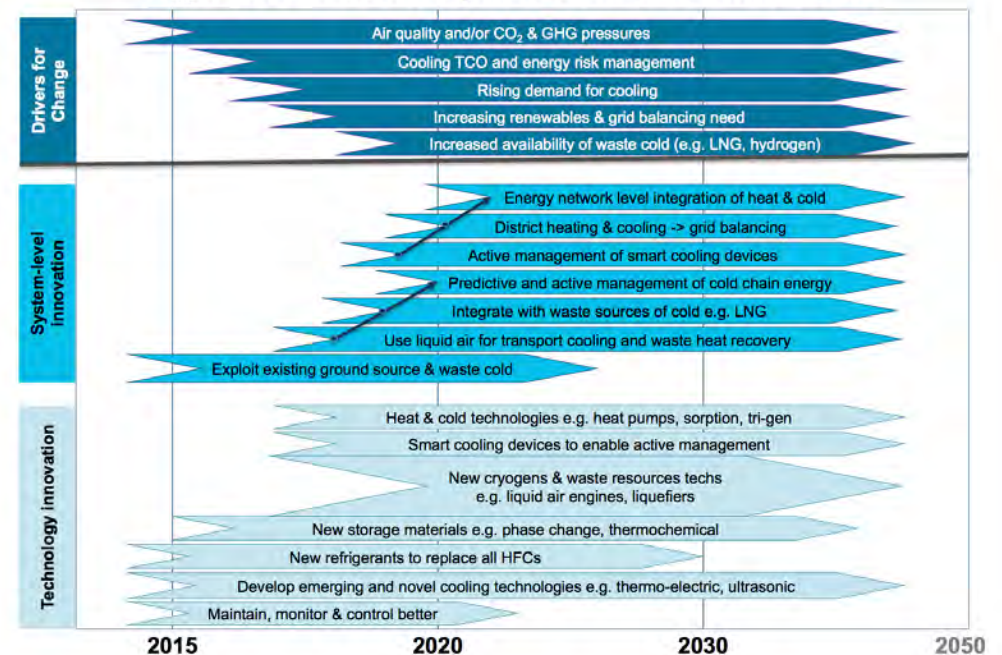 Drivers for
Change
Air quality and/or CO₂ & GHG pressures
Cooling TCO and energy risk management
Rising demand for cooling
Increasing renewables & grid balancing need
Increased availability of waste cold (e.g. LNG, hydrogen)
System-level
innovation
Energy network level integration of heat & cold
District heating & cooling -> grid balancing
Active management of smart cooling devices
Predictive and active management of cold chain energy
Integrate with waste sources of cold e.g. LNG
Use liquid air for transport cooling and waste heat recovery
Exploit existing ground source & waste cold
Technology innovation
Heat & cold technologies e.g. heat pumps, sorption, tri-gen
Smart cooling devices to enable active management
New cryogens & waste resources techs
e.g. liquid air engines, liquefiers
New storage materials e.g. phase change, thermochemical
New refrigerants to replace all HFCs
Develop emerging and novel cooling technologies e.g. thermo-electric, ultrasonic
Maintain, monitor & control better
2015 2020 2030 2050